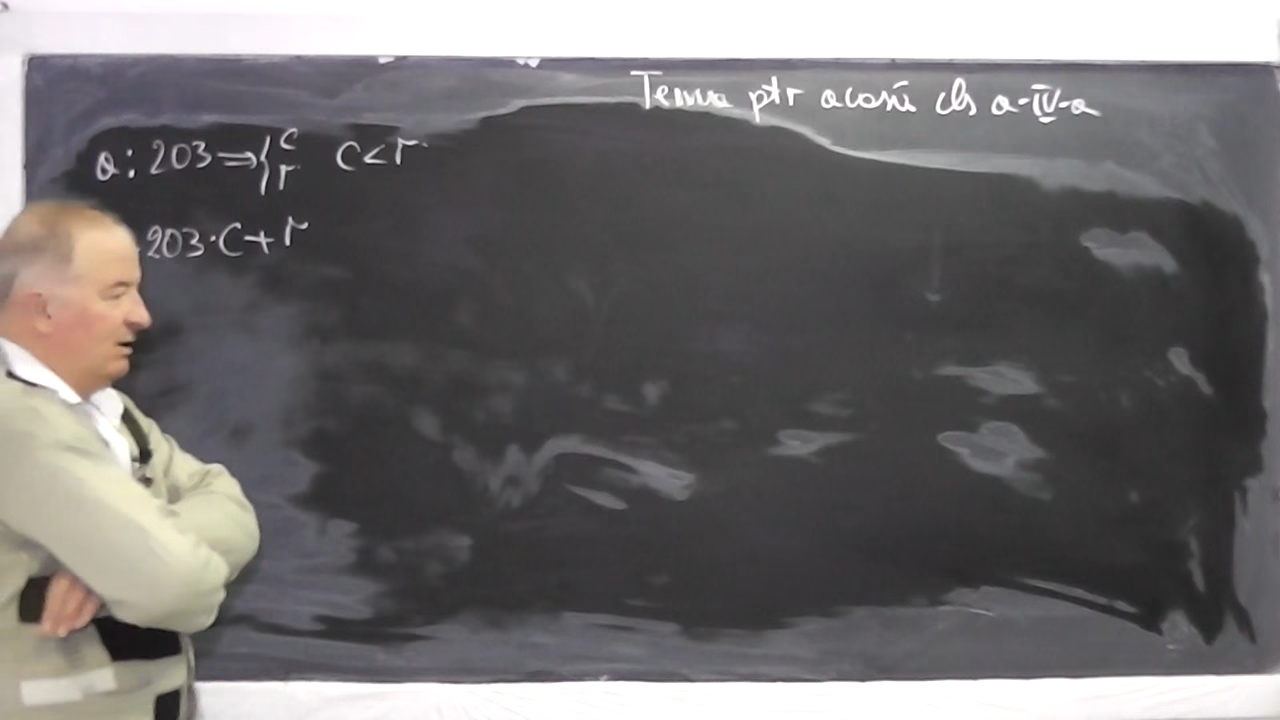 Tema ptr acasă cls a-IV-a
a : 203 ⇒ { c r c < r
203 · c + r